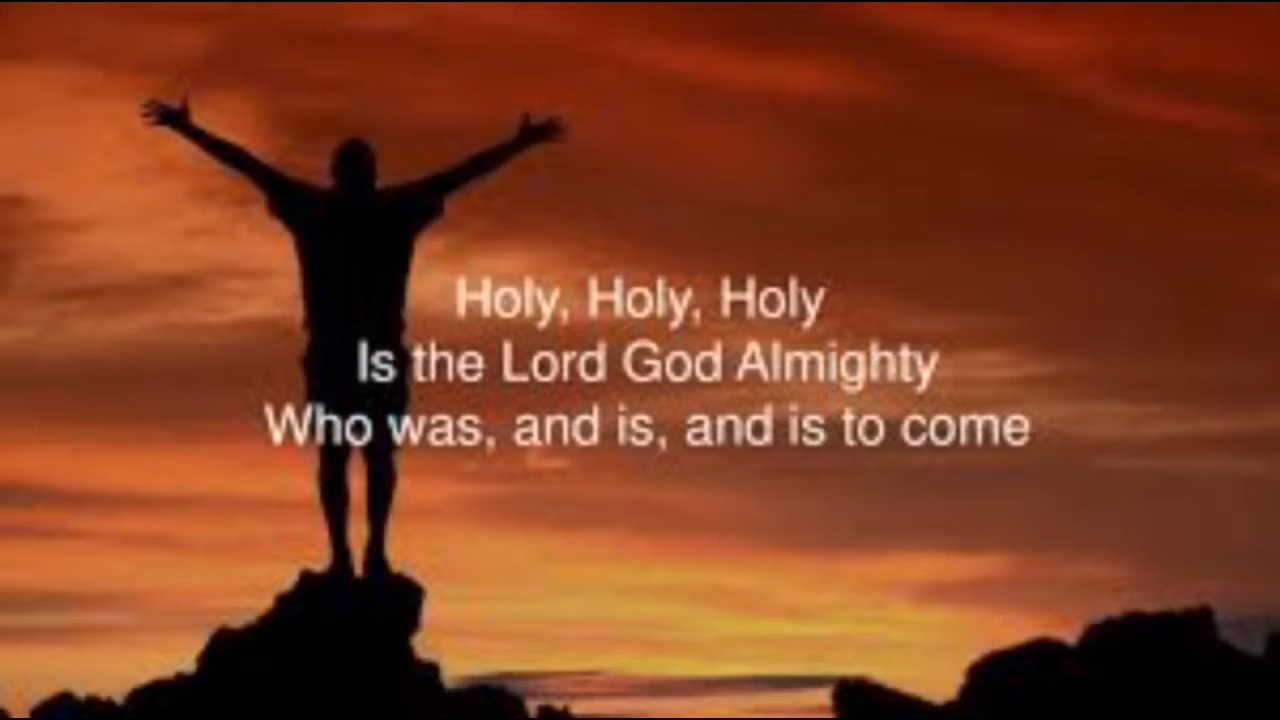 Holy, Holy, Holy
Is the Lord God Almighty
Who was, and is, and is to come